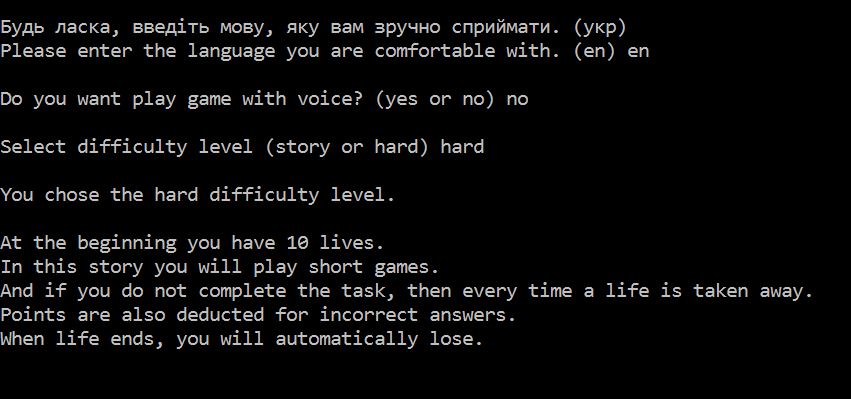 Будь ласка, введіть мову, яку вам зручно сприймати. (укр)
Please enter the language you are comfortable with. (en) en
Do you want play game with voice? (yes or no) no
Select difficulty level (story or hard) hard
You chose the hard difficulty level.
At the beginning you have 10 lives.
In this story you will play short games.
And if you do not complete the task, then every time a life is taken away.
Points are also deducted for incorrect answers.
When life ends, you will automatically lose.